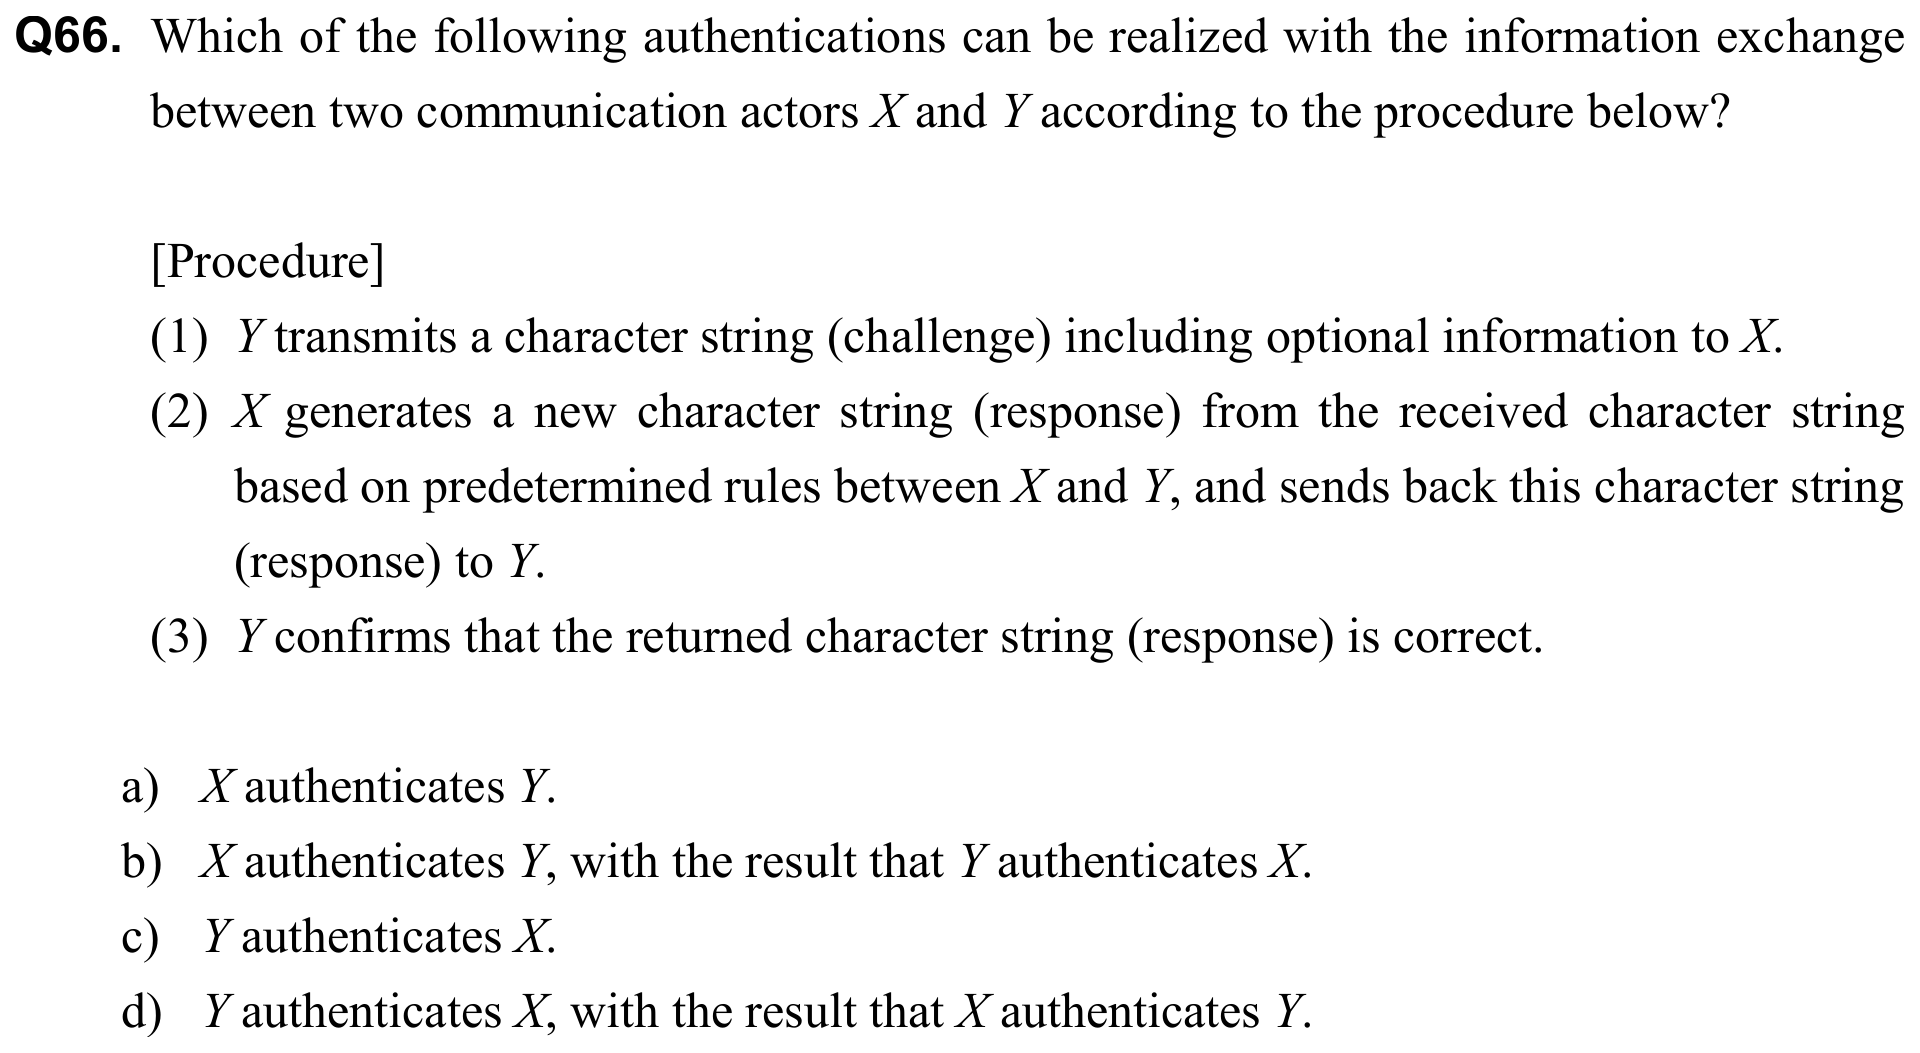 Q66. Which of the following authentications can be realized with the information exchange
between two communication actors X and Y according to the procedure below?
[Procedure]
(1) Y transmits a character string (challenge) including optional information to X.
(2) X generates a new character string (response) from the received character string
based on predetermined rules between X and Y, and sends back this character string
(response) to Y.
(3) Y confirms that the returned character string (response) is correct.
a) X authenticates Y.
b) X authenticates Y, with the result that Y authenticates X.
c) Y authenticates X.
d) Y authenticates X, with the result that X authenticates Y.